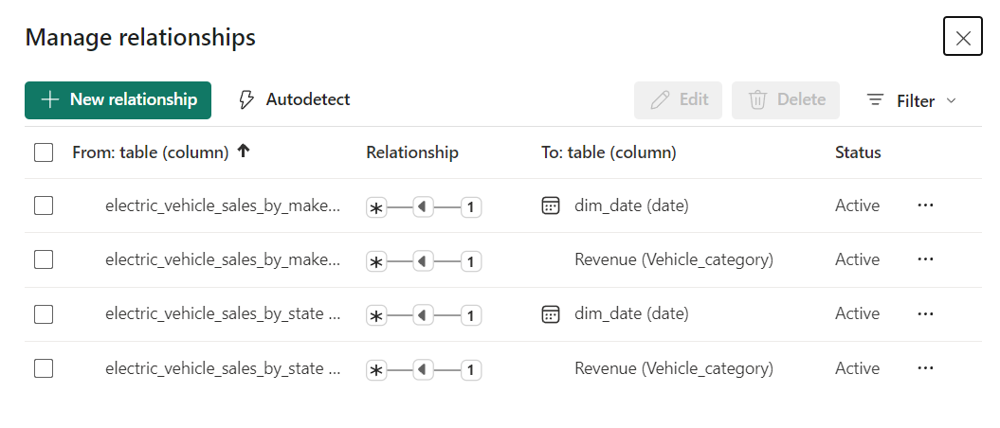 Manage relationships
New relationship Autodetect Edit Delete Filter
From: table (column) Relationship To: table (column) Status
electric_vehicle_sales_by_make... * 1 dim_date (date) Active ...
electric_vehicle_sales_by_make... * 1 Revenue (Vehicle_category) Active ...
electric_vehicle_sales_by_state ... * 1 dim_date (date) Active ...
electric_vehicle_sales_by_state ... * 1 Revenue (Vehicle_category) Active ...